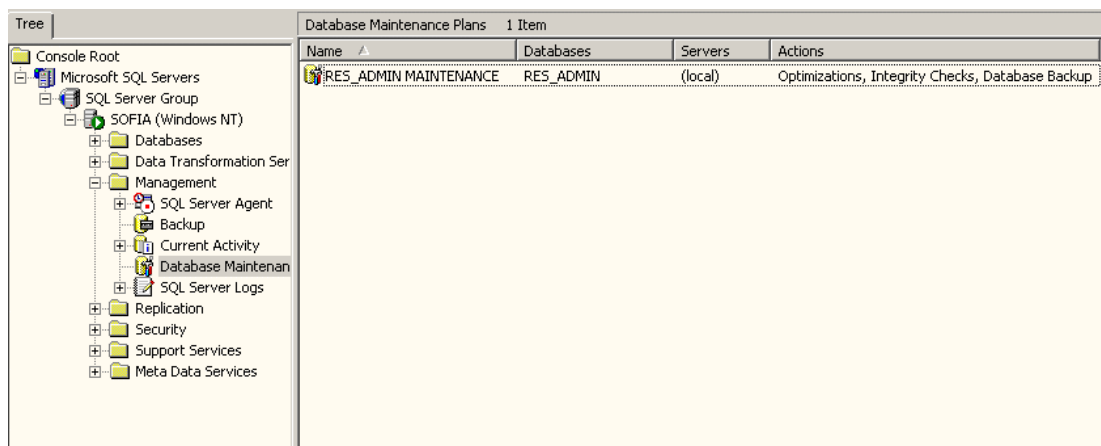 Tree
Console Root
Microsoft SQL Servers
SQL Server Group
SOFIA (Windows NT)
Databases
Data Transformation Ser
Management
SQL Server Agent
Backup
Current Activity
Database Maintenan
SQL Server Logs
Replication
Security
Support Services
Meta Data Services
Database Maintenance Plans 1 Item
Name Databases Servers Actions
RES_ADMIN MAINTENANCE RES_ADMIN (local) Optimizations, Integrity Checks, Database Backup